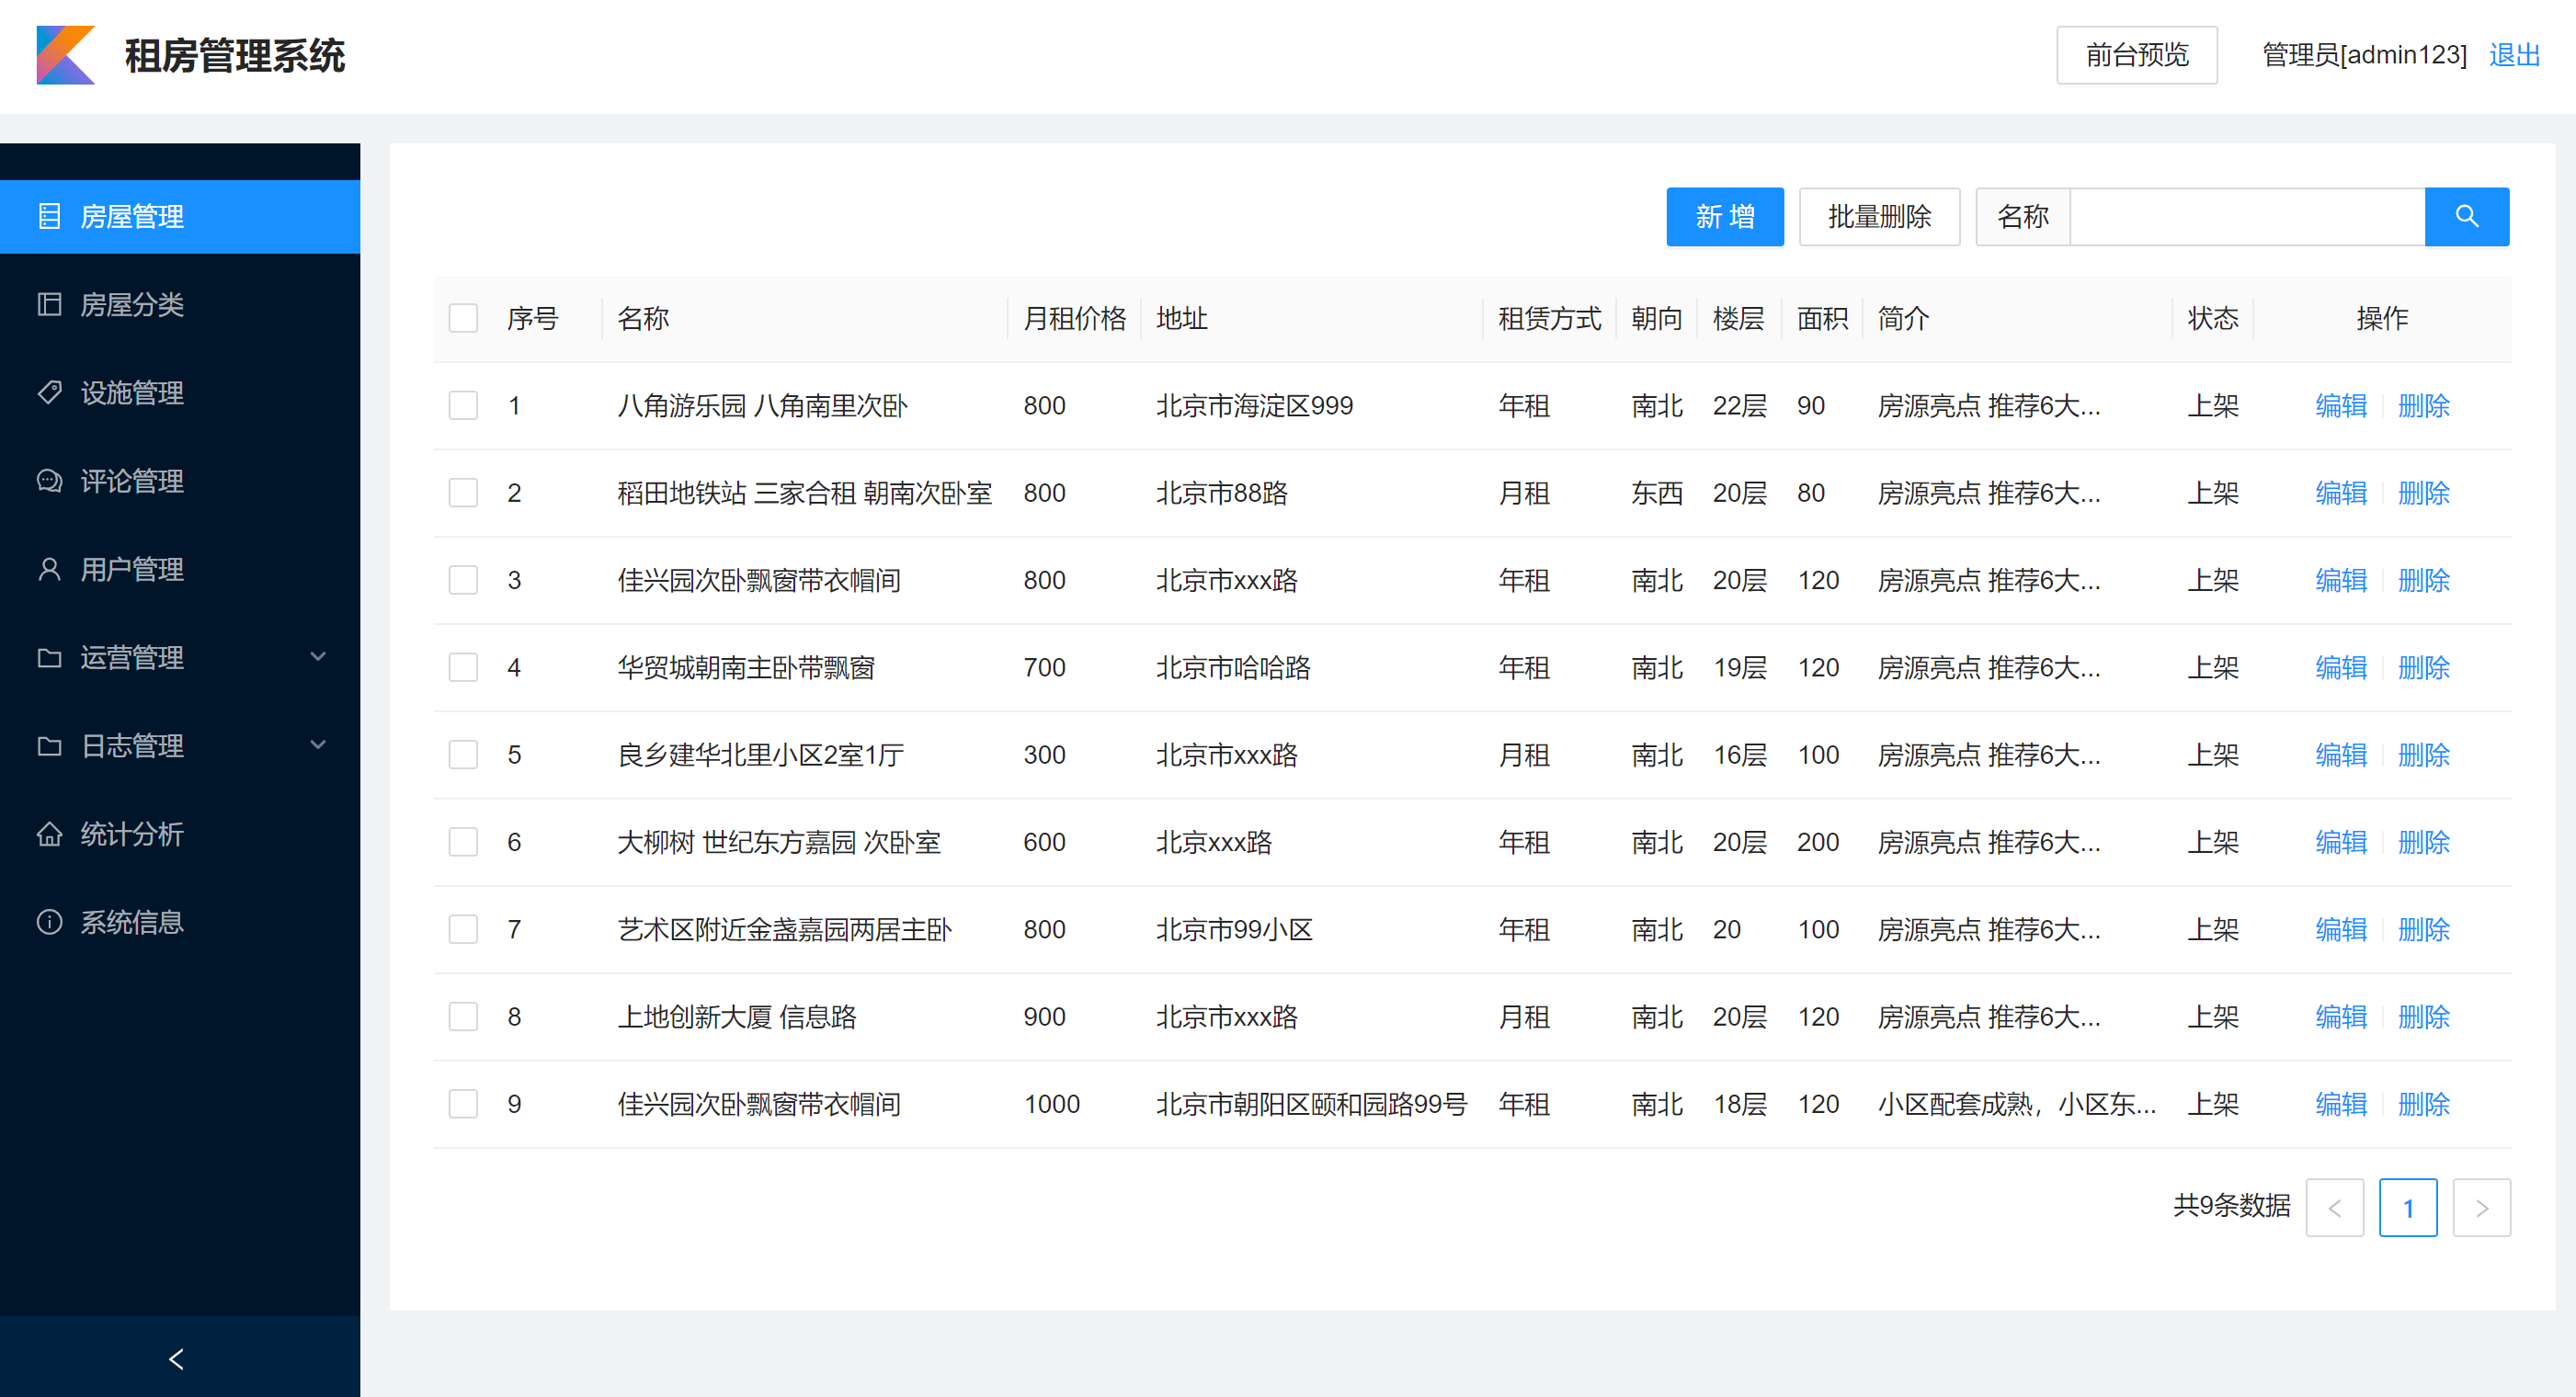 租房管理系统
前台预览 管理员[admin123] 退出
房屋管理
房屋分类
设施管理
评论管理
用户管理
运营管理
日志管理
统计分析
系统信息
新 增 批量删除 名称
序号 名称 月租价格 地址 租赁方式 朝向 楼层 面积 简介 状态 操作
1 八角游乐园 八角南里次卧 800 北京市海淀区999 年租 南北 22层 90 房源亮点 推荐6大... 上架 编辑 删除
2 稻田地铁站 三家合租 朝南次卧室 800 北京市88路 月租 东西 20层 80 房源亮点 推荐6大... 上架 编辑 删除
3 佳兴园次卧飘窗带衣帽间 800 北京市xxx路 年租 南北 20层 120 房源亮点 推荐6大... 上架 编辑 删除
4 华贸城朝南主卧带飘窗 700 北京市哈哈路 年租 南北 19层 120 房源亮点 推荐6大... 上架 编辑 删除
5 良乡建华北里小区2室1厅 300 北京市xxx路 月租 南北 16层 100 房源亮点 推荐6大... 上架 编辑 删除
6 大柳树 世纪东方嘉园 次卧室 600 北京xxx路 年租 南北 20层 200 房源亮点 推荐6大... 上架 编辑 删除
7 艺术区附近金盏嘉园两居主卧 800 北京市99小区 年租 南北 20 100 房源亮点 推荐6大... 上架 编辑 删除
8 上地创新大厦 信息路 900 北京市xxx路 月租 南北 20层 120 房源亮点 推荐6大... 上架 编辑 删除
9 佳兴园次卧飘窗带衣帽间 1000 北京市朝阳区颐和园路99号 年租 南北 18层 120 小区配套成熟，小区东... 上架 编辑 删除
共9条数据 < 1 >